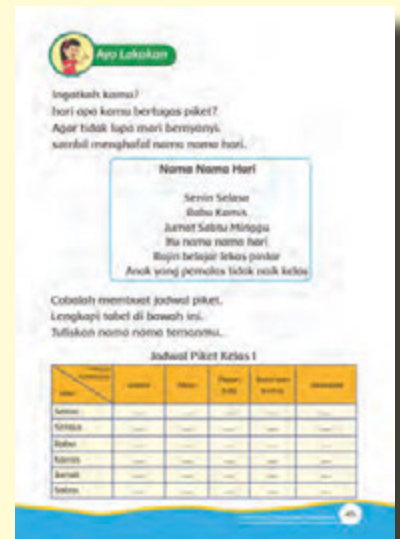 Ayo Lakukan
Ingatkah kamu?
hari apa kamu bertugas piket?
Agar tidak lupa mari bernyanyi.
sambil menghafal nama nama hari.
Nama Nama Hari
Senin Selasa
Rabu Kamis
Jumat Sabtu Minggu
Itu nama nama hari
Rajin belajar lekas pintar
Anak yang pemalas tidak naik kelas
Cobalah membuat jadwal piket.
Lengkapi tabel di bawah ini.
Tuliskan nama nama temanmu.
Jadwal Piket Kelas 1
Senin
Selasa
Rabu
Kamis
Jumat
Sabtu